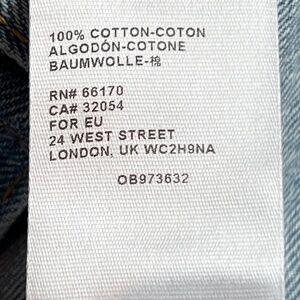 100% COTTON-COTON
ALGODÓN-COTONE
BAUMWOLLE-棉
RN# 66170
CA# 32054
FOR EU
24 WEST STREET
LONDON, UK WC2H9NA
OB973632